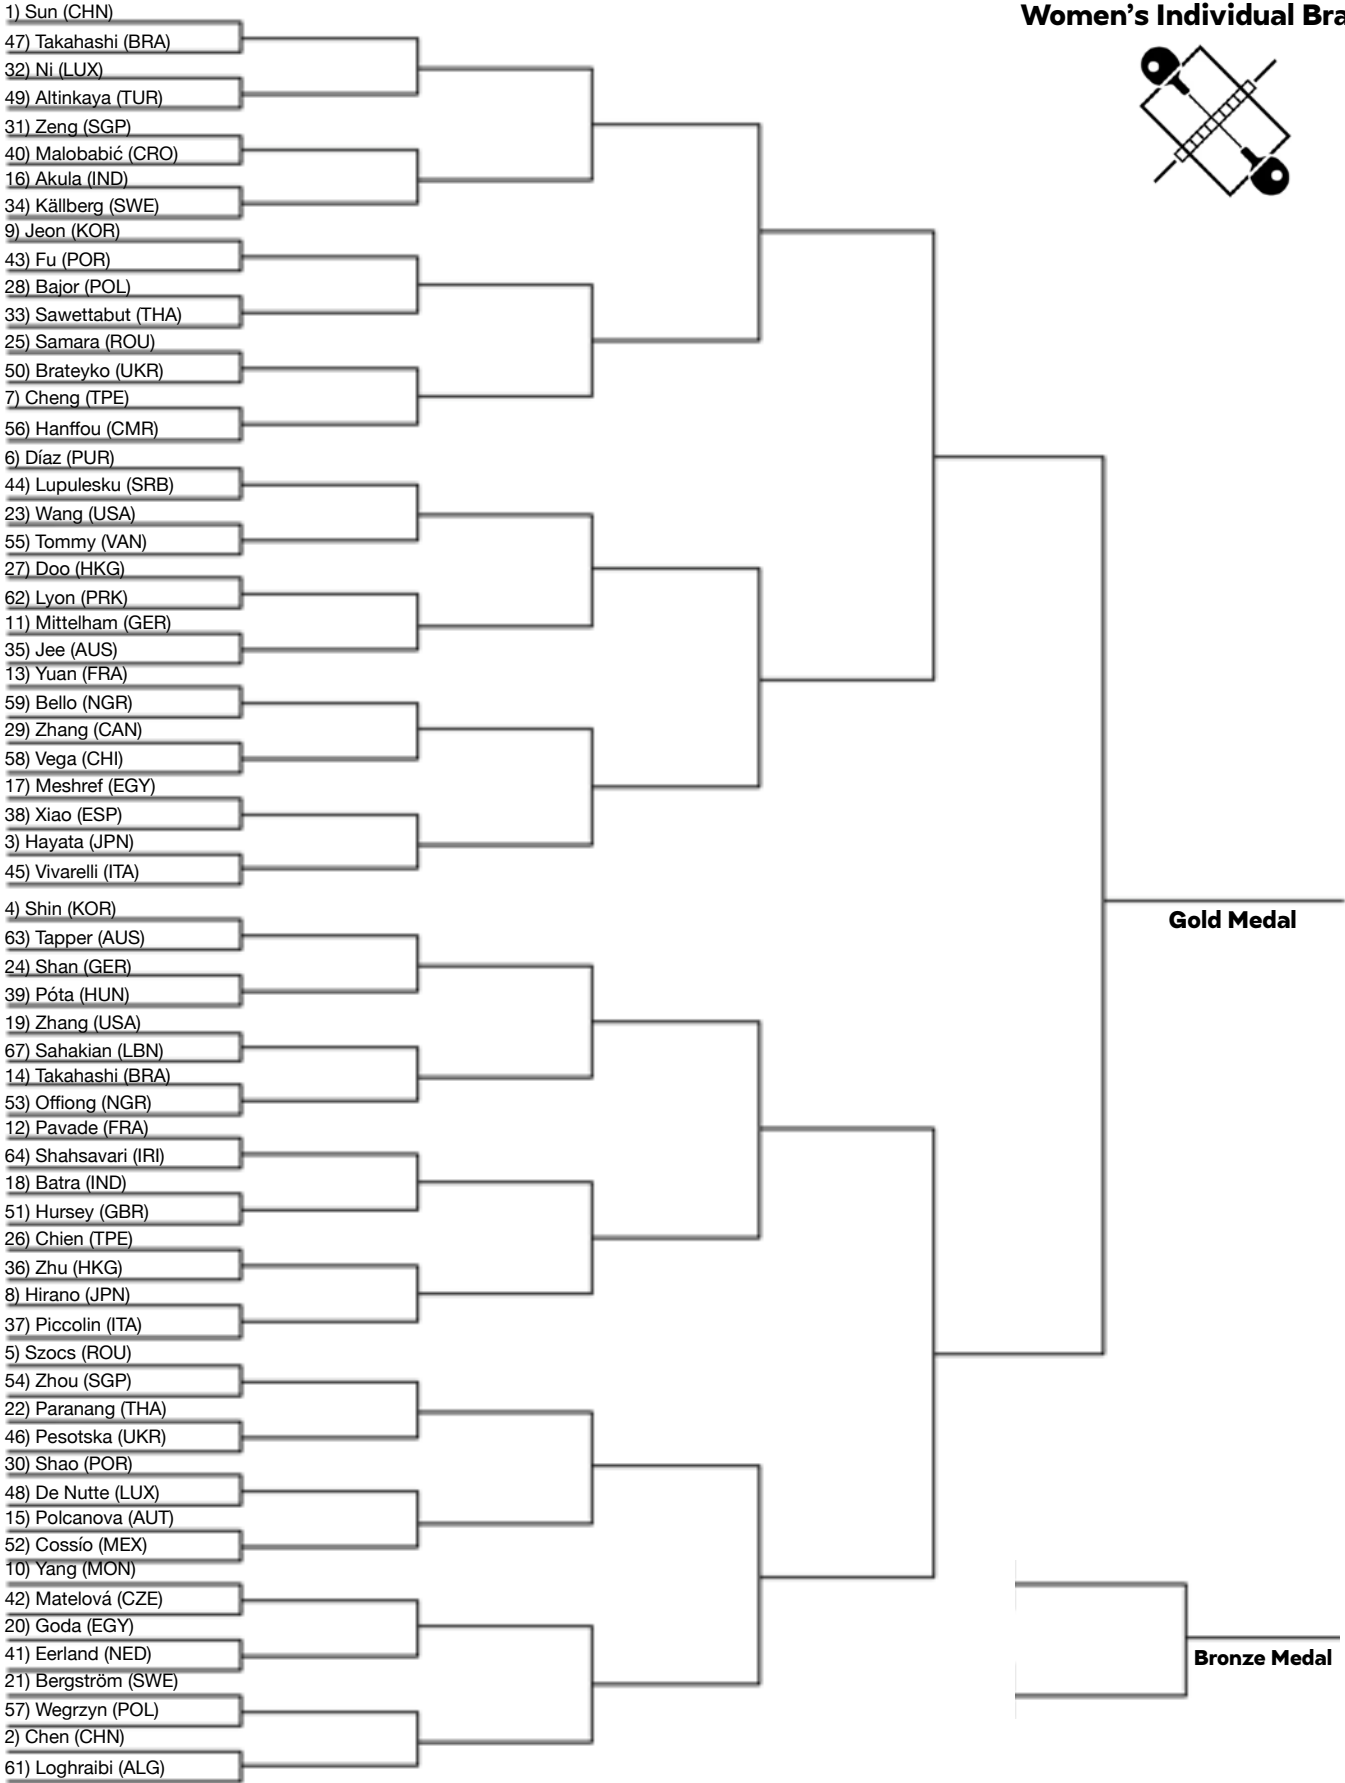 Women's Individual Bra
1) Sun (CHN)
47) Takahashi (BRA)
32) Ni (LUX)
49) Altinkaya (TUR)
31) Zeng (SGP)
40) Malobabić (CRO)
16) Akula (IND)
34) Källberg (SWE)
9) Jeon (KOR)
43) Fu (POR)
28) Bajor (POL)
33) Sawettabut (THA)
25) Samara (ROU)
50) Brateyko (UKR)
7) Cheng (TPE)
56) Hanffou (CMR)
6) Díaz (PUR)
44) Lupulesku (SRB)
23) Wang (USA)
55) Tommy (VAN)
27) Doo (HKG)
62) Lyon (PRK)
11) Mittelham (GER)
35) Jee (AUS)
13) Yuan (FRA)
59) Bello (NGR)
29) Zhang (CAN)
58) Vega (CHI)
17) Meshref (EGY)
38) Xiao (ESP)
3) Hayata (JPN)
45) Vivarelli (ITA)
4) Shin (KOR)
63) Tapper (AUS)
24) Shan (GER)
39) Póta (HUN)
19) Zhang (USA)
67) Sahakian (LBN)
14) Takahashi (BRA)
53) Offiong (NGR)
12) Pavade (FRA)
64) Shahsavari (IRI)
18) Batra (IND)
51) Hursey (GBR)
26) Chien (TPE)
36) Zhu (HKG)
8) Hirano (JPN)
37) Piccolin (ITA)
5) Szocs (ROU)
54) Zhou (SGP)
22) Paranang (THA)
46) Pesotska (UKR)
30) Shao (POR)
48) De Nutte (LUX)
15) Polcanova (AUT)
52) Cossío (MEX)
10) Yang (MON)
42) Matelová (CZE)
20) Goda (EGY)
41) Eerland (NED)
21) Bergström (SWE)
57) Wegrzyn (POL)
2) Chen (CHN)
61) Loghraibi (ALG)
Gold Medal
Bronze Medal